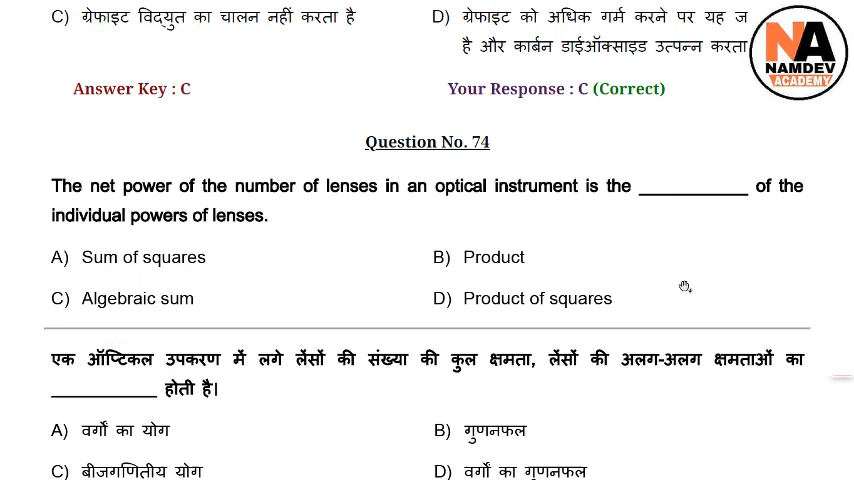 C) ग्रेफाइट विद्युत का चालन नहीं करता है
D) ग्रेफाइट को अधिक गर्म करने पर यह ज
है और कार्बन डाईऑक्साइड उत्पन्न करता
NA
NAMDEV
ACADEMY
Answer Key : C
Your Response : C (Correct)
Question No. 74
The net power of the number of lenses in an optical instrument is the ____________ of the
individual powers of lenses.
A) Sum of squares
B) Product
C) Algebraic sum
D) Product of squares
एक ऑप्टिकल उपकरण में लगे लेंसों की संख्या की कुल क्षमता, लेंसों की अलग-अलग क्षमताओं का
____________ होती है।
A) वर्गों का योग
B) गुणनफल
C) बीजगणितीय योग
D) वर्गों का गुणनफल